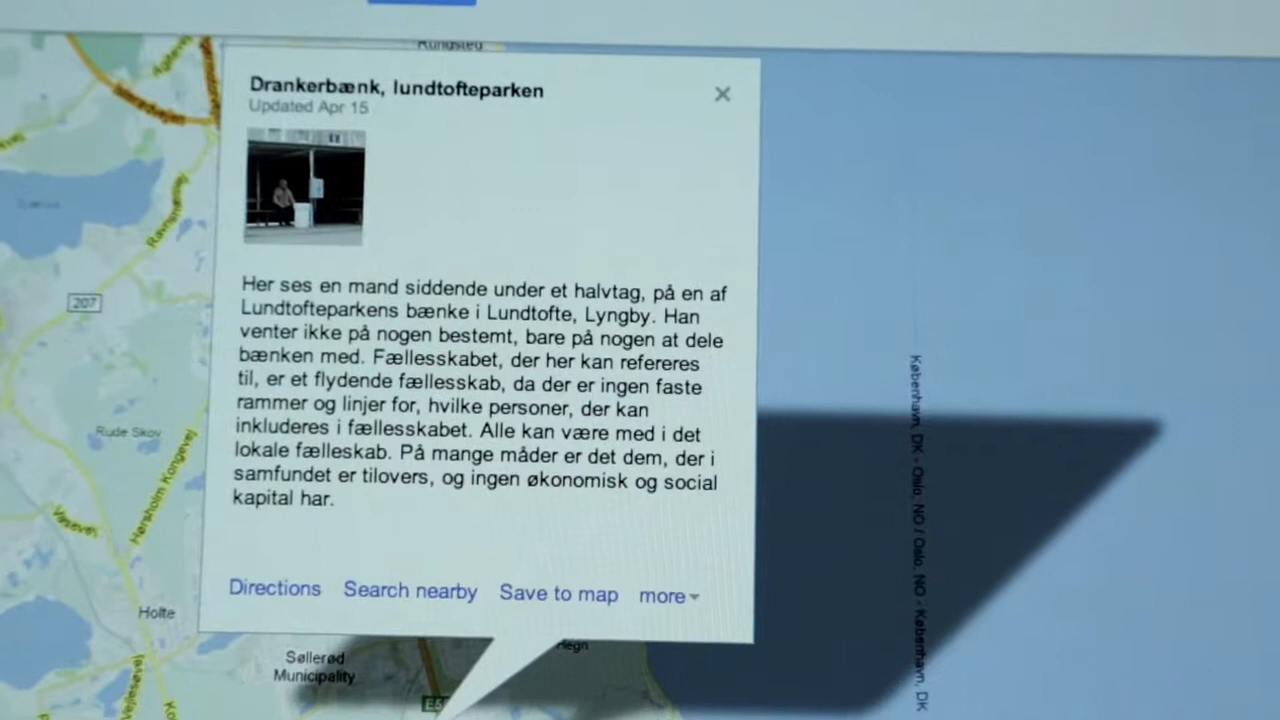 Drankerbænk, lundtofteparken
Updated Apr 15
Her ses en mand siddende under et halvtag, på en af
Lundtofteparkens bænke i Lundtofte, Lyngby. Han
venter ikke på nogen bestemt, bare på nogen at dele
bænken med. Fællesskabet, der her kan refereres
til, er et flydende fællesskab, da der er ingen faste
rammer og linjer for, hvilke personer, der kan
inkluderes i fællesskabet. Alle kan være med i det
lokale fælleskab. På mange måder er det dem, der i
samfundet er tilovers, og ingen økonomisk og social
kapital har.
Directions Search nearby Save to map more
207
Rude Skov
Hørsholm Kongevej
Vasevej
Holte
Søllerød
Municipality
Vejlesøvej
København, DK - Oslo, NO / Oslo, NO - København, DK